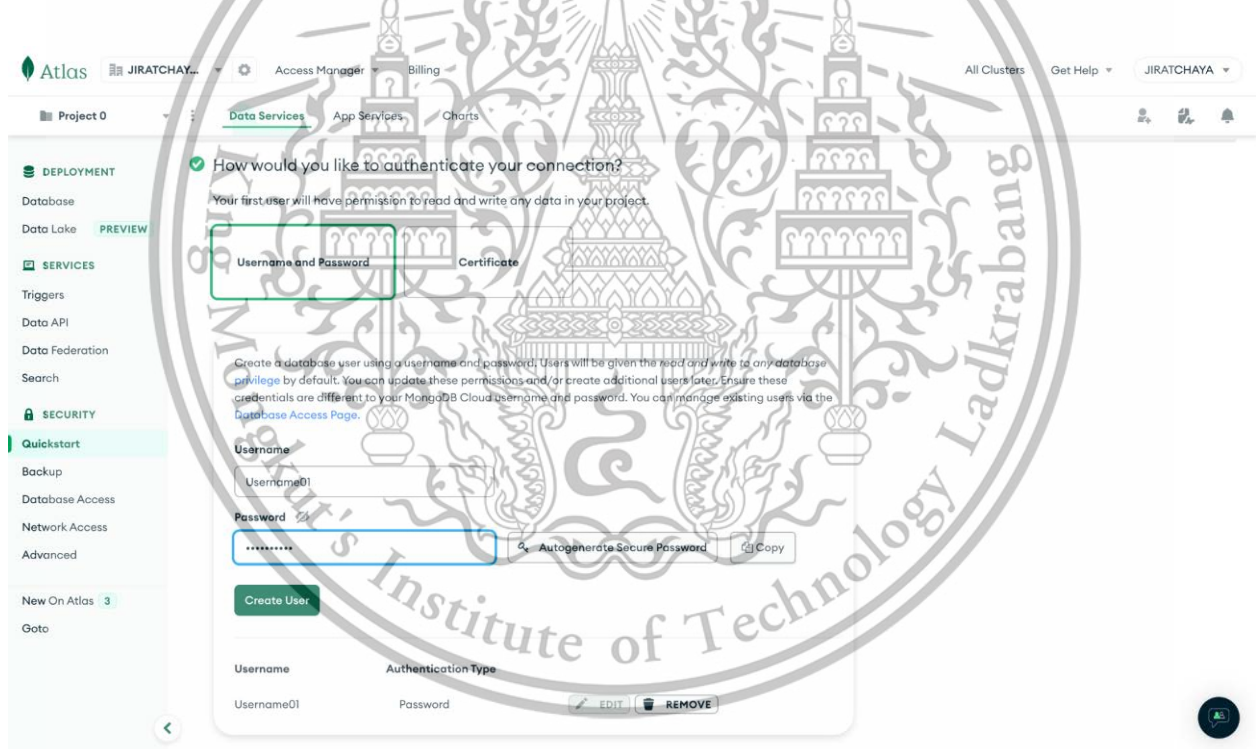 Atlas JIRATCHAY... Access Manager Billing All Clusters Get Help JIRATCHAYA
Project 0 Data Services App Services Charts
DEPLOYMENT
Database
Data Lake PREVIEW
SERVICES
Triggers
Data API
Data Federation
Search
SECURITY
Quickstart
Backup
Database Access
Network Access
Advanced
New On Atlas 3
Goto
How would you like to authenticate your connection?
Your first user will have permission to read and write any data in your project.
Username and Password Certificate
Create a database user using a username and password. Users will be given the read and write to any database
privilege by default. You can update these permissions and/or create additional users later. Ensure these
credentials are different to your MongoDB Cloud username and password. You can manage existing users via the
Database Access Page.
Username
Username01
Password
••••••••••
Autogenerate Secure Password Copy
Create User
Username Authentication Type
Username01 Password EDIT REMOVE
King Mongkut's Institute of Technology Ladkrabang